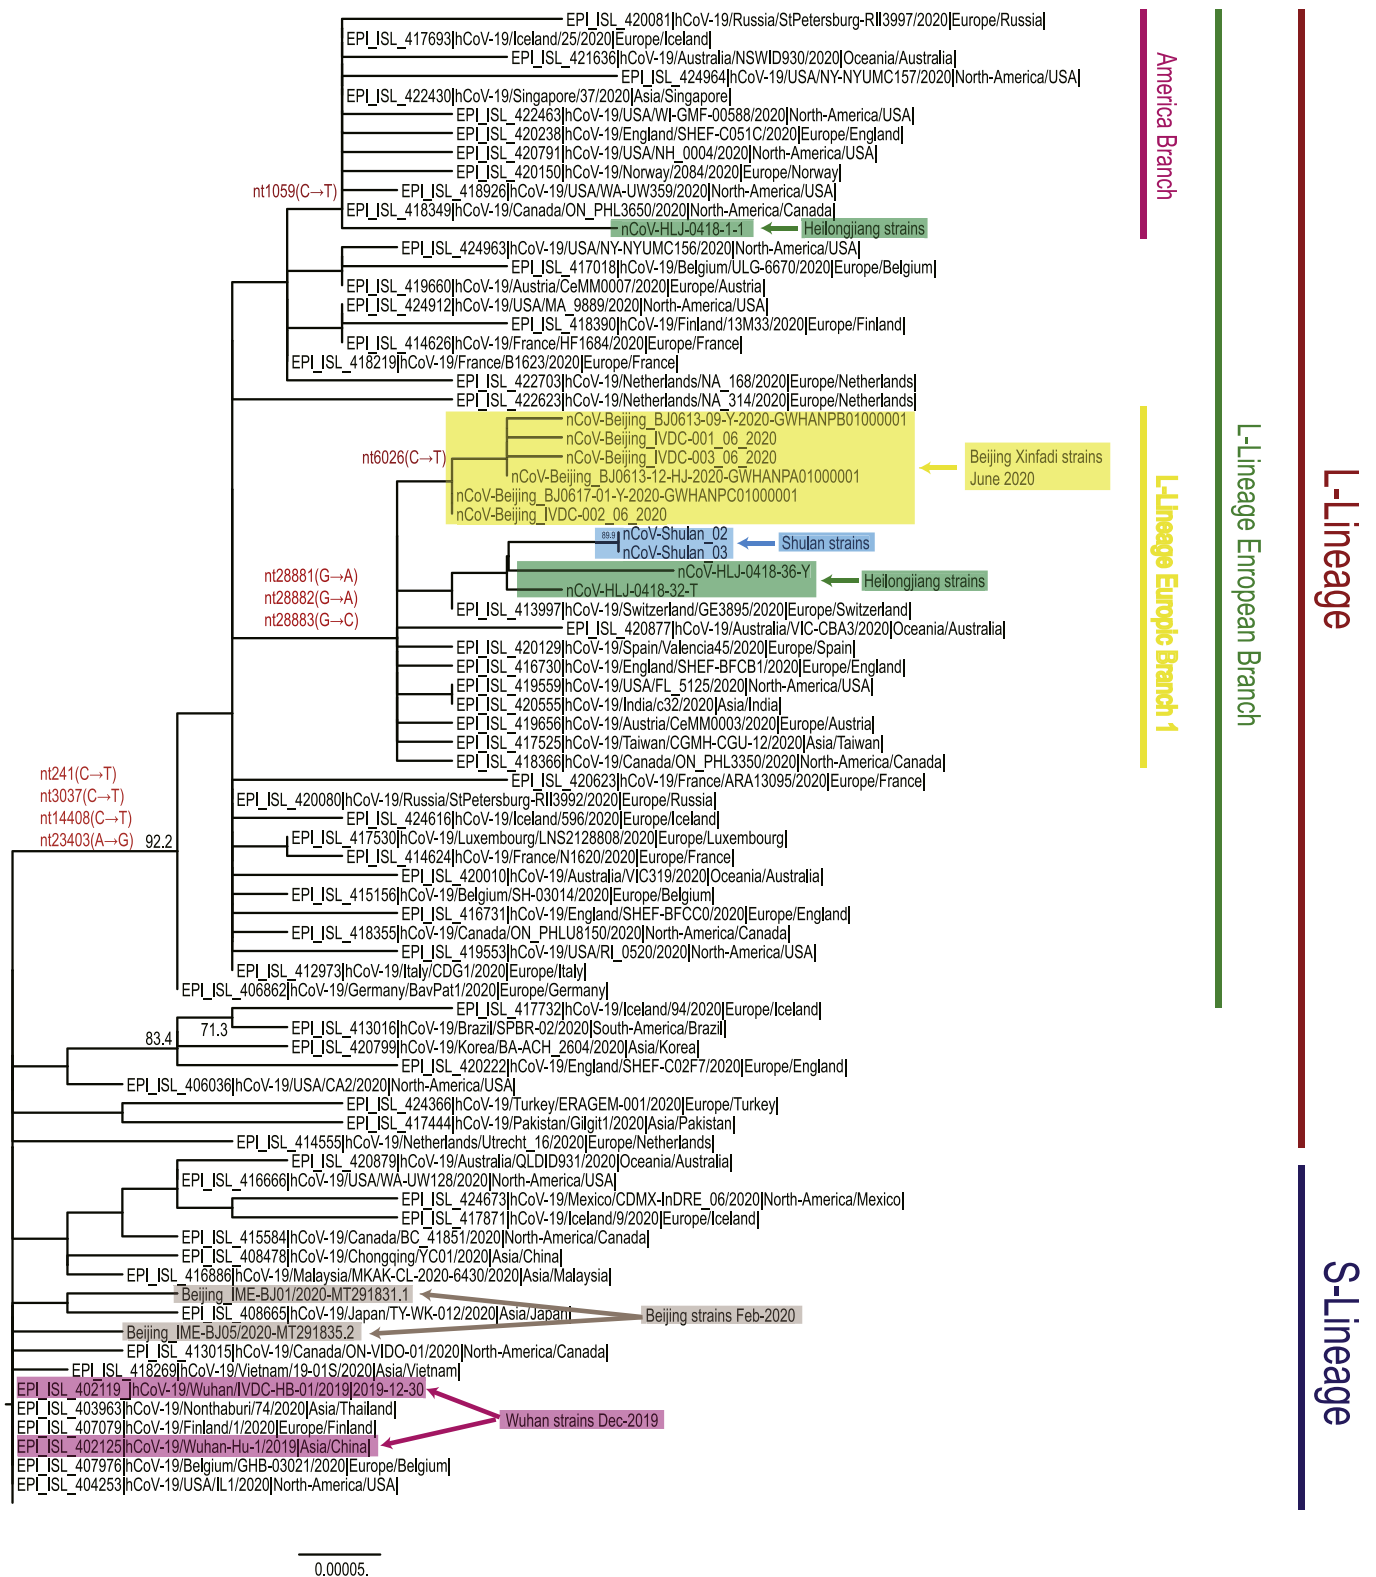 EPI_ISL_420081|hCoV-19/Russia/StPetersburg-RII3997/2020|Europe/Russia|
EPI_ISL_417693|hCoV-19/Iceland/25/2020|Europe/Iceland|
EPI_ISL_421636|hCoV-19/Australia/NSWID930/2020|Oceania/Australia|
EPI_ISL_424964|hCoV-19/USA/NY-NYUMC157/2020|North-America/USA|
EPI_ISL_422430|hCoV-19/Singapore/37/2020|Asia/Singapore|
EPI_ISL_422463|hCoV-19/USA/WI-GMF-00588/2020|North-America/USA|
EPI_ISL_420238|hCoV-19/England/SHEF-C051C/2020|Europe/England|
EPI_ISL_420791|hCoV-19/USA/NH_0004/2020|North-America/USA|
EPI_ISL_420150|hCoV-19/Norway/2084/2020|Europe/Norway|
nt1059(C→T)
EPI_ISL_418926|hCoV-19/USA/WA-UW359/2020|North-America/USA|
EPI_ISL_418349|hCoV-19/Canada/ON_PHL3650/2020|North-America/Canada|
nCoV-HLJ-0418-1-1
Heilongjiang strains
America Branch
EPI_ISL_424963|hCoV-19/USA/NY-NYUMC156/2020|North-America/USA|
EPI_ISL_417018|hCoV-19/Belgium/ULG-6670/2020|Europe/Belgium|
EPI_ISL_419660|hCoV-19/Austria/CeMM0007/2020|Europe/Austria|
EPI_ISL_424912|hCoV-19/USA/MA_9889/2020|North-America/USA|
EPI_ISL_418390|hCoV-19/Finland/13M33/2020|Europe/Finland|
EPI_ISL_414626|hCoV-19/France/HF1684/2020|Europe/France|
EPI_ISL_418219|hCoV-19/France/B1623/2020|Europe/France|
EPI_ISL_422703|hCoV-19/Netherlands/NA_168/2020|Europe/Netherlands|
EPI_ISL_422623|hCoV-19/Netherlands/NA_314/2020|Europe/Netherlands|
nCoV-Beijing_BJ0613-09-Y-2020-GWHANPB01000001
nCoV-Beijing_IVDC-001_06_2020
nt6026(C→T)
nCoV-Beijing_IVDC-003_06_2020
nCoV-Beijing_BJ0613-12-HJ-2020-GWHANPA01000001
nCoV-Beijing_BJ0617-01-Y-2020-GWHANPC01000001
nCoV-Beijing_IVDC-002_06_2020
Beijing Xinfadi strains
June 2020
89.9
nCoV-Shulan_02
nCoV-Shulan_03
Shulan strains
nt28881(G→A)
nt28882(G→A)
nt28883(G→C)
nCoV-HLJ-0418-36-Y
nCoV-HLJ-0418-32-T
Heilongjiang strains
EPI_ISL_413997|hCoV-19/Switzerland/GE3895/2020|Europe/Switzerland|
EPI_ISL_420877|hCoV-19/Australia/VIC-CBA3/2020|Oceania/Australia|
EPI_ISL_420129|hCoV-19/Spain/Valencia45/2020|Europe/Spain|
EPI_ISL_416730|hCoV-19/England/SHEF-BFCB1/2020|Europe/England|
EPI_ISL_419559|hCoV-19/USA/FL_5125/2020|North-America/USA|
EPI_ISL_420555|hCoV-19/India/c32/2020|Asia/India|
EPI_ISL_419656|hCoV-19/Austria/CeMM0003/2020|Europe/Austria|
EPI_ISL_417525|hCoV-19/Taiwan/CGMH-CGU-12/2020|Asia/Taiwan|
EPI_ISL_418366|hCoV-19/Canada/ON_PHL3350/2020|North-America/Canada|
L-Lineage Europic Branch 1
L-Lineage Enropean Branch
L-Lineage
EPI_ISL_420623|hCoV-19/France/ARA13095/2020|Europe/France|
nt241(C→T)
nt3037(C→T)
nt14408(C→T)
nt23403(A→G)
92.2
EPI_ISL_420080|hCoV-19/Russia/StPetersburg-RII3992/2020|Europe/Russia|
EPI_ISL_424616|hCoV-19/Iceland/596/2020|Europe/Iceland|
EPI_ISL_417530|hCoV-19/Luxembourg/LNS2128808/2020|Europe/Luxembourg|
EPI_ISL_414624|hCoV-19/France/N1620/2020|Europe/France|
EPI_ISL_420010|hCoV-19/Australia/VIC319/2020|Oceania/Australia|
EPI_ISL_415156|hCoV-19/Belgium/SH-03014/2020|Europe/Belgium|
EPI_ISL_416731|hCoV-19/England/SHEF-BFCC0/2020|Europe/England|
EPI_ISL_418355|hCoV-19/Canada/ON_PHLU8150/2020|North-America/Canada|
EPI_ISL_419553|hCoV-19/USA/RI_0520/2020|North-America/USA|
EPI_ISL_412973|hCoV-19/Italy/CDG1/2020|Europe/Italy|
EPI_ISL_406862|hCoV-19/Germany/BavPat1/2020|Europe/Germany|
EPI_ISL_417732|hCoV-19/Iceland/94/2020|Europe/Iceland|
71.3
EPI_ISL_413016|hCoV-19/Brazil/SPBR-02/2020|South-America/Brazil|
83.4
EPI_ISL_420799|hCoV-19/Korea/BA-ACH_2604/2020|Asia/Korea|
EPI_ISL_420222|hCoV-19/England/SHEF-C02F7/2020|Europe/England|
EPI_ISL_406036|hCoV-19/USA/CA2/2020|North-America/USA|
EPI_ISL_424366|hCoV-19/Turkey/ERAGEM-001/2020|Europe/Turkey|
EPI_ISL_417444|hCoV-19/Pakistan/Gilgit1/2020|Asia/Pakistan|
EPI_ISL_414555|hCoV-19/Netherlands/Utrecht_16/2020|Europe/Netherlands|
EPI_ISL_420879|hCoV-19/Australia/QLDID931/2020|Oceania/Australia|
EPI_ISL_416666|hCoV-19/USA/WA-UW128/2020|North-America/USA|
EPI_ISL_424673|hCoV-19/Mexico/CDMX-InDRE_06/2020|North-America/Mexico|
EPI_ISL_417871|hCoV-19/Iceland/9/2020|Europe/Iceland|
EPI_ISL_415584|hCoV-19/Canada/BC_41851/2020|North-America/Canada|
EPI_ISL_408478|hCoV-19/Chongqing/YC01/2020|Asia/China|
EPI_ISL_416886|hCoV-19/Malaysia/MKAK-CL-2020-6430/2020|Asia/Malaysia|
Beijing_IME-BJ01/2020-MT291831.1
EPI_ISL_408665|hCoV-19/Japan/TY-WK-012/2020|Asia/Japan|
Beijing strains Feb-2020
Beijing_IME-BJ05/2020-MT291835.2
EPI_ISL_413015|hCoV-19/Canada/ON-VIDO-01/2020|North-America/Canada|
EPI_ISL_418269|hCoV-19/Vietnam/19-01S/2020|Asia/Vietnam|
EPI_ISL_402119_|hCoV-19/Wuhan/IVDC-HB-01/2019|2019-12-30
EPI_ISL_403963|hCoV-19/Nonthaburi/74/2020|Asia/Thailand|
EPI_ISL_407079|hCoV-19/Finland/1/2020|Europe/Finland|
Wuhan strains Dec-2019
EPI_ISL_402125|hCoV-19/Wuhan-Hu-1/2019|Asia/China|
EPI_ISL_407976|hCoV-19/Belgium/GHB-03021/2020|Europe/Belgium|
EPI_ISL_404253|hCoV-19/USA/IL1/2020|North-America/USA|
S-Lineage
0.00005.